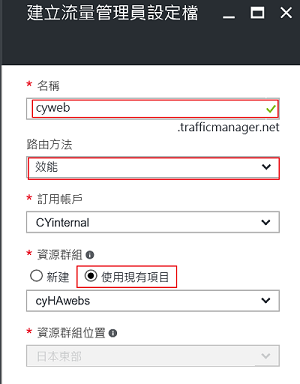 建立流量管理員設定檔
* 名稱
cyweb
.trafficmanager.net
路由方法
效能
* 訂用帳戶
CYinternal
* 資源群組
新建 使用現有項目
cyHAwebs
* 資源群組位置
日本東部